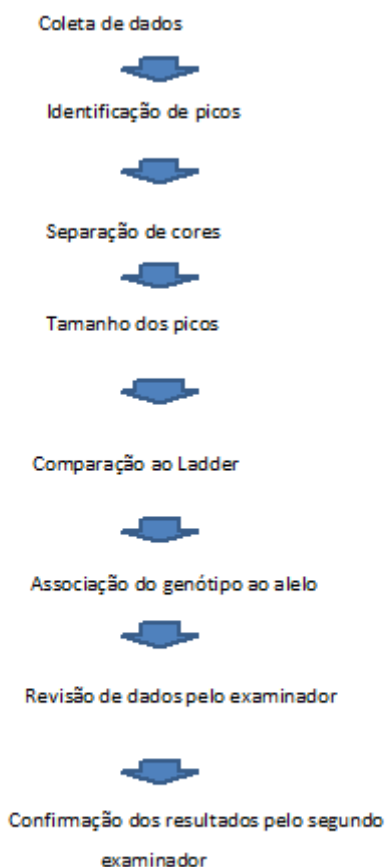 Coleta de dados
Identificação de picos
Separação de cores
Tamanho dos picos
Comparação ao Ladder
Associação do genótipo ao alelo
Revisão de dados pelo examinador
Confirmação dos resultados pelo segundo
examinador